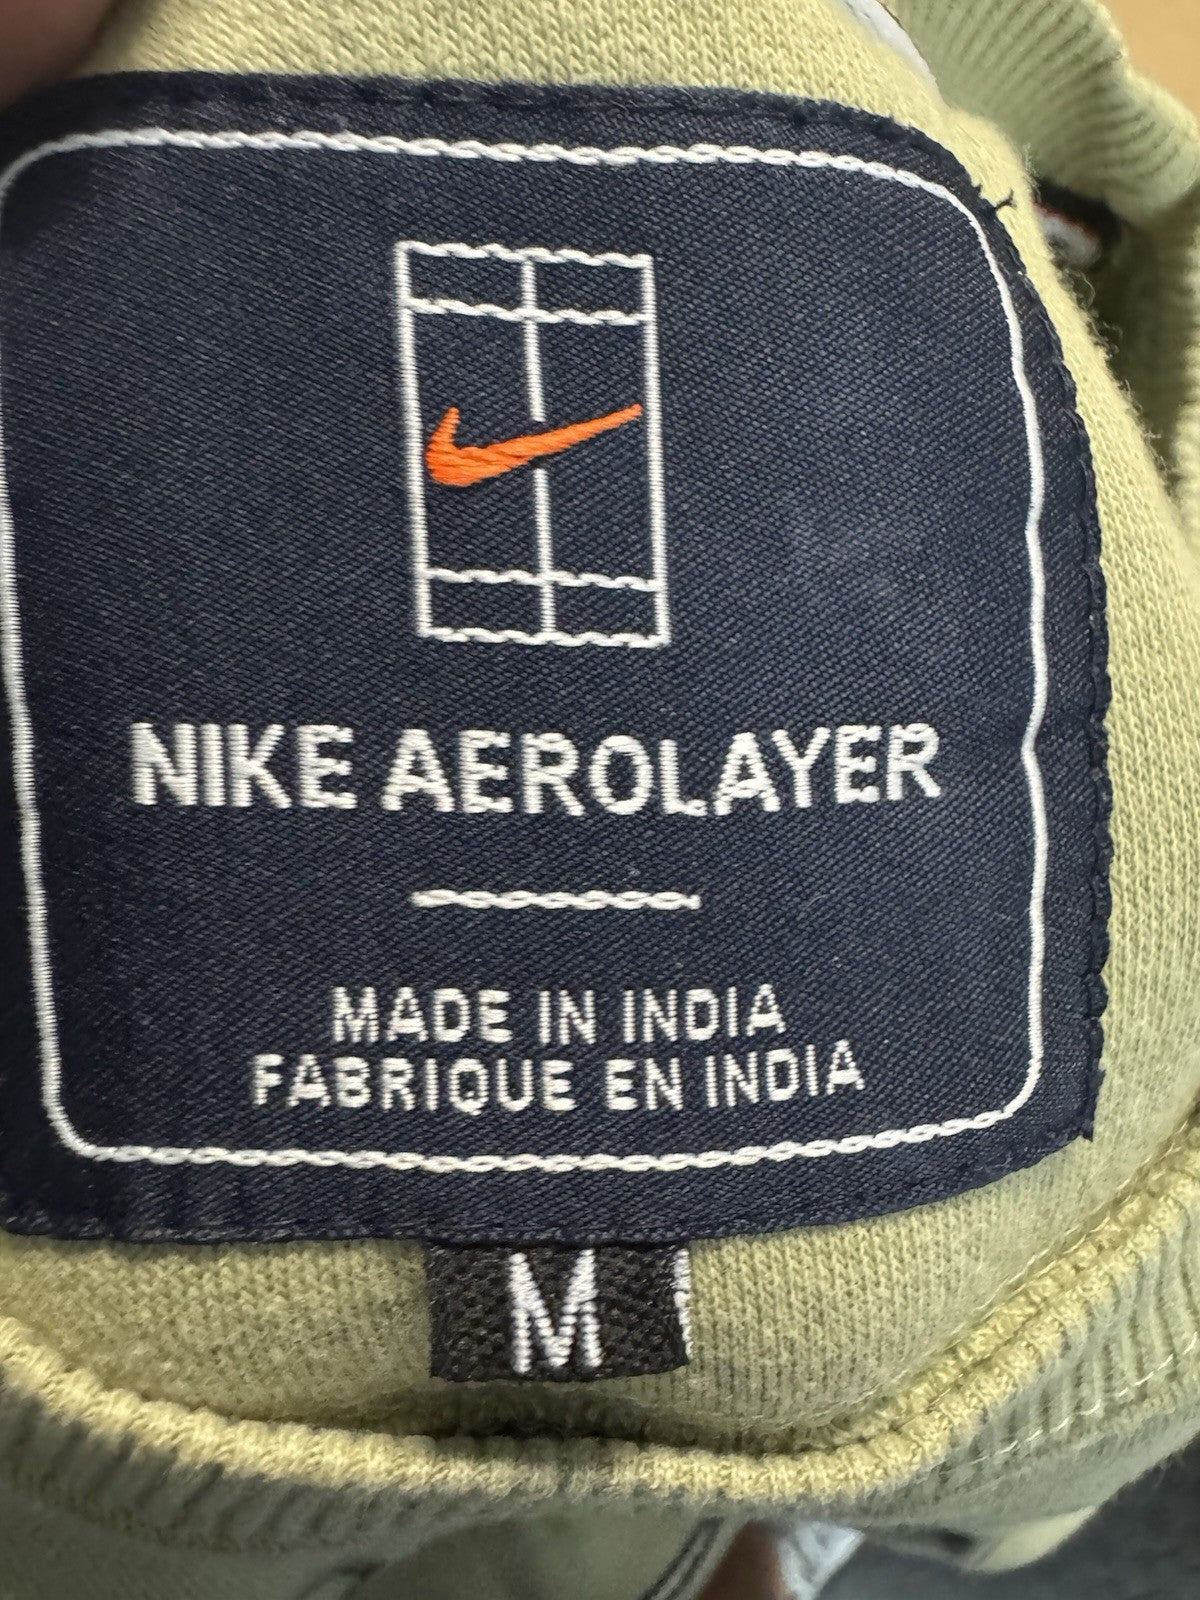 NIKE AEROLAYER
MADE IN INDIA
FABRIQUE EN INDIA
M